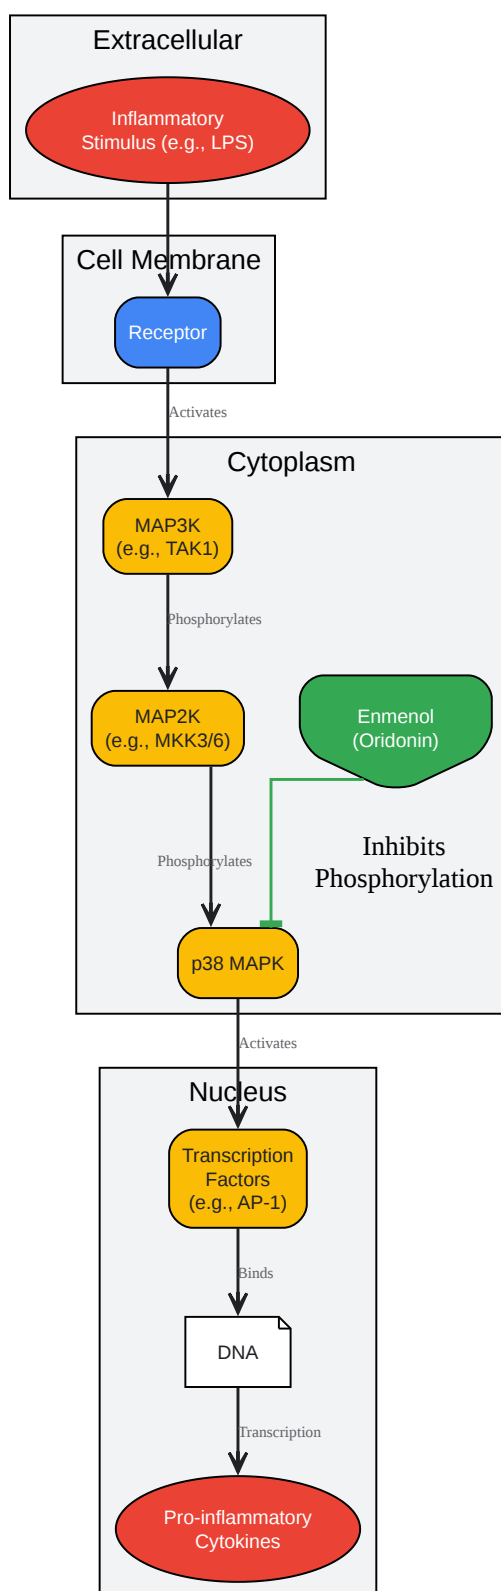 Extracellular
Inflammatory
Stimulus (e.g., LPS)
Cell Membrane
Receptor
Activates
Cytoplasm
MAP3K
(e.g., TAK1)
Phosphorylates
MAP2K
(e.g., MKK3/6)
Enmenol
(Oridonin)
Phosphorylates
Inhibits
Phosphorylation
p38 MAPK
Activates
Nucleus
Transcription
Factors
(e.g., AP-1)
Binds
DNA
Transcription
Pro-inflammatory
Cytokines